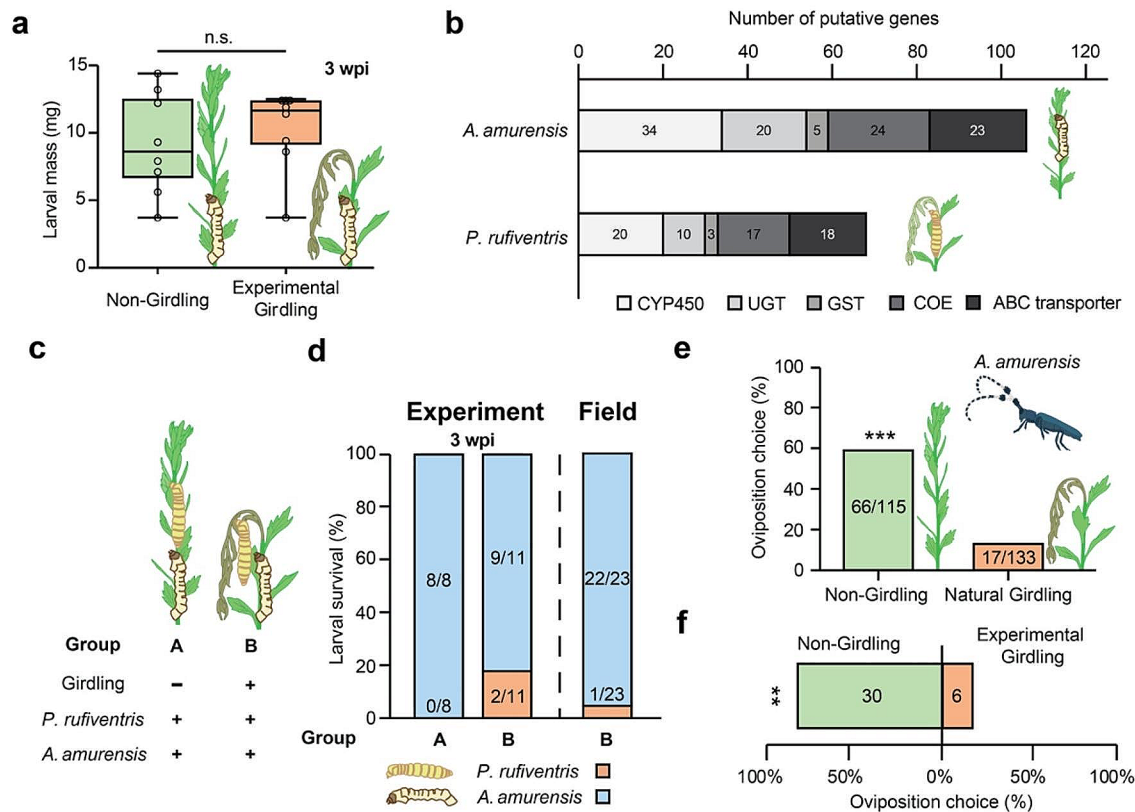 a
n.s.
3 wpi
Larval mass (mg)
15
10
5
0
Non-Girdling
Experimental
Girdling
b
Number of putative genes
0 20 40 60 80 100 120
A. amurensis
34 20 5 24 23
P. rufiventris
20 10 3 17 18
CYP450 UGT GST COE ABC transporter
c
Group A B
Girdling − +
P. rufiventris + +
A. amurensis + +
d
Experiment Field
3 wpi
Larval survival (%)
100
80
60
40
20
0
8/8 9/11 22/23
0/8 2/11 1/23
Group A B B
P. rufiventris
A. amurensis
e
A. amurensis
Oviposition choice (%)
100
80
60
40
20
0
***
66/115
17/133
Non-Girdling Natural Girdling
f
Non-Girdling
Experimental
Girdling
**
30 6
100% 50% 0% 50% 100%
Oviposition choice (%)